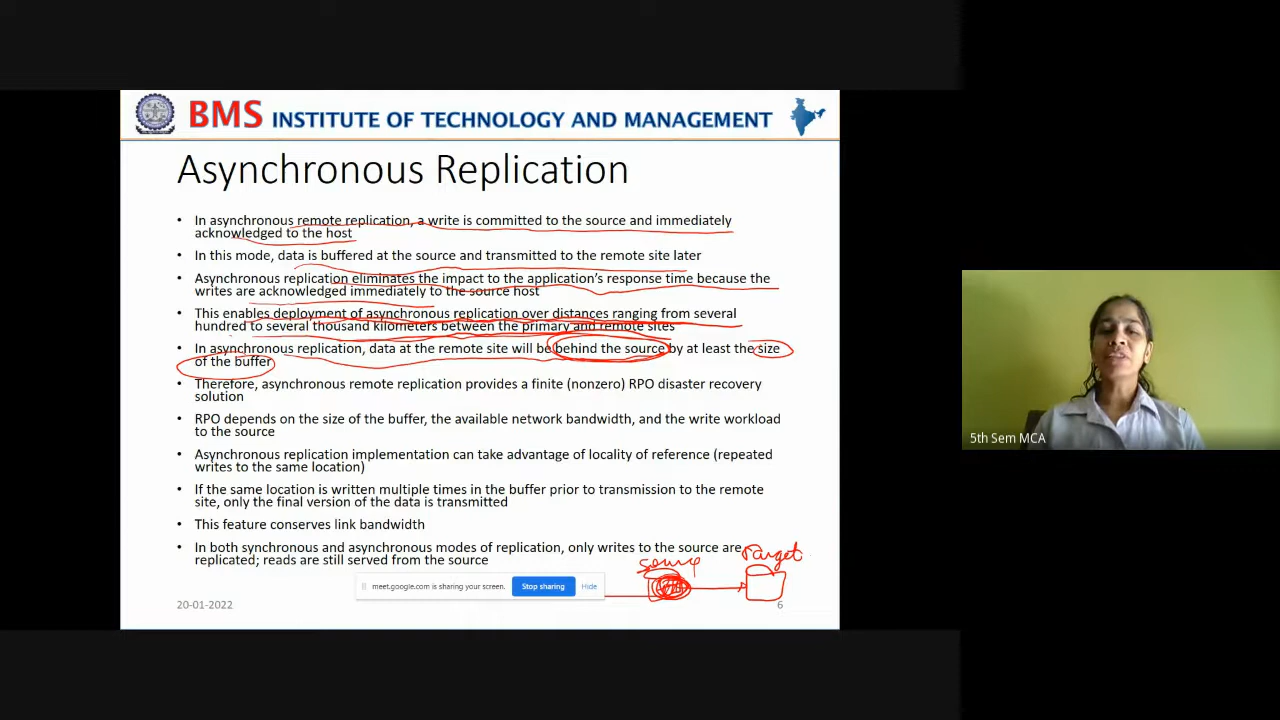 BMS INSTITUTE OF TECHNOLOGY AND MANAGEMENT
Asynchronous Replication
• In asynchronous remote replication, a write is committed to the source and immediately
acknowledged to the host
• In this mode, data is buffered at the source and transmitted to the remote site later
• Asynchronous replication eliminates the impact to the application's response time because the
writes are acknowledged immediately to the source host
• This enables deployment of asynchronous replication over distances ranging from several
hundred to several thousand kilometers between the primary and remote sites
• In asynchronous replication, data at the remote site will be behind the source by at least the size
of the buffer
• Therefore, asynchronous remote replication provides a finite (nonzero) RPO disaster recovery
solution
• RPO depends on the size of the buffer, the available network bandwidth, and the write workload
to the source
• Asynchronous replication implementation can take advantage of locality of reference (repeated
writes to the same location)
• If the same location is written multiple times in the buffer prior to transmission to the remote
site, only the final version of the data is transmitted
• This feature conserves link bandwidth
• In both synchronous and asynchronous modes of replication, only writes to the source are
replicated; reads are still served from the source
Target
meet.google.com is sharing your screen.
Stop sharing
Hide
20-01-2022
6
5th Sem MCA